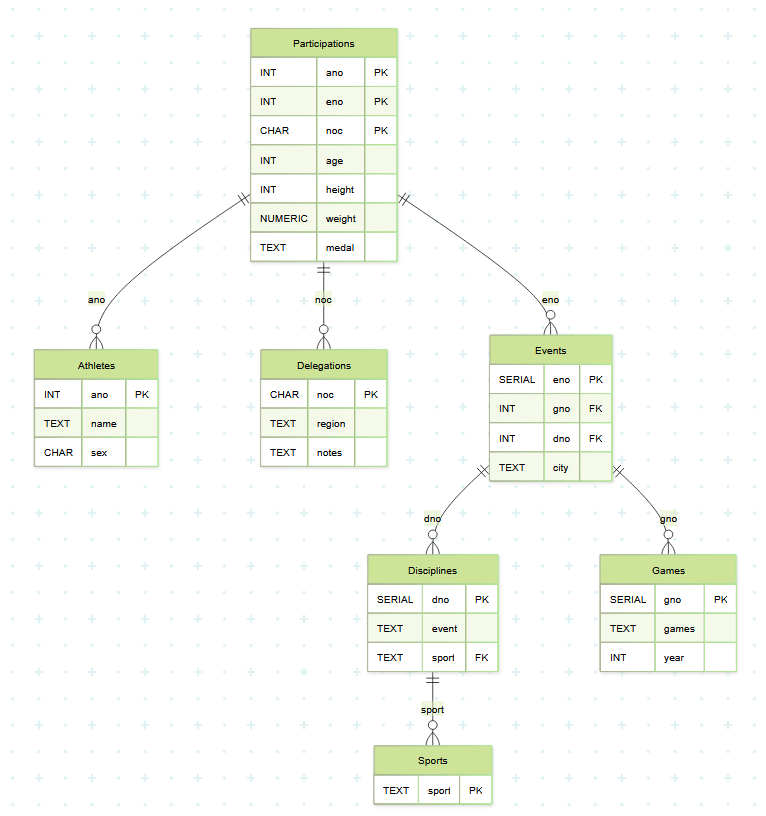 Participations
INT ano PK
INT eno PK
CHAR noc PK
INT age
INT height
NUMERIC weight
TEXT medal
ano
noc
eno
Athletes
INT ano PK
TEXT name
CHAR sex
Delegations
CHAR noc PK
TEXT region
TEXT notes
Events
SERIAL eno PK
INT gno FK
INT dno FK
TEXT city
dno
gno
Disciplines
SERIAL dno PK
TEXT event
TEXT sport FK
Games
SERIAL gno PK
TEXT games
INT year
sport
Sports
TEXT sport PK